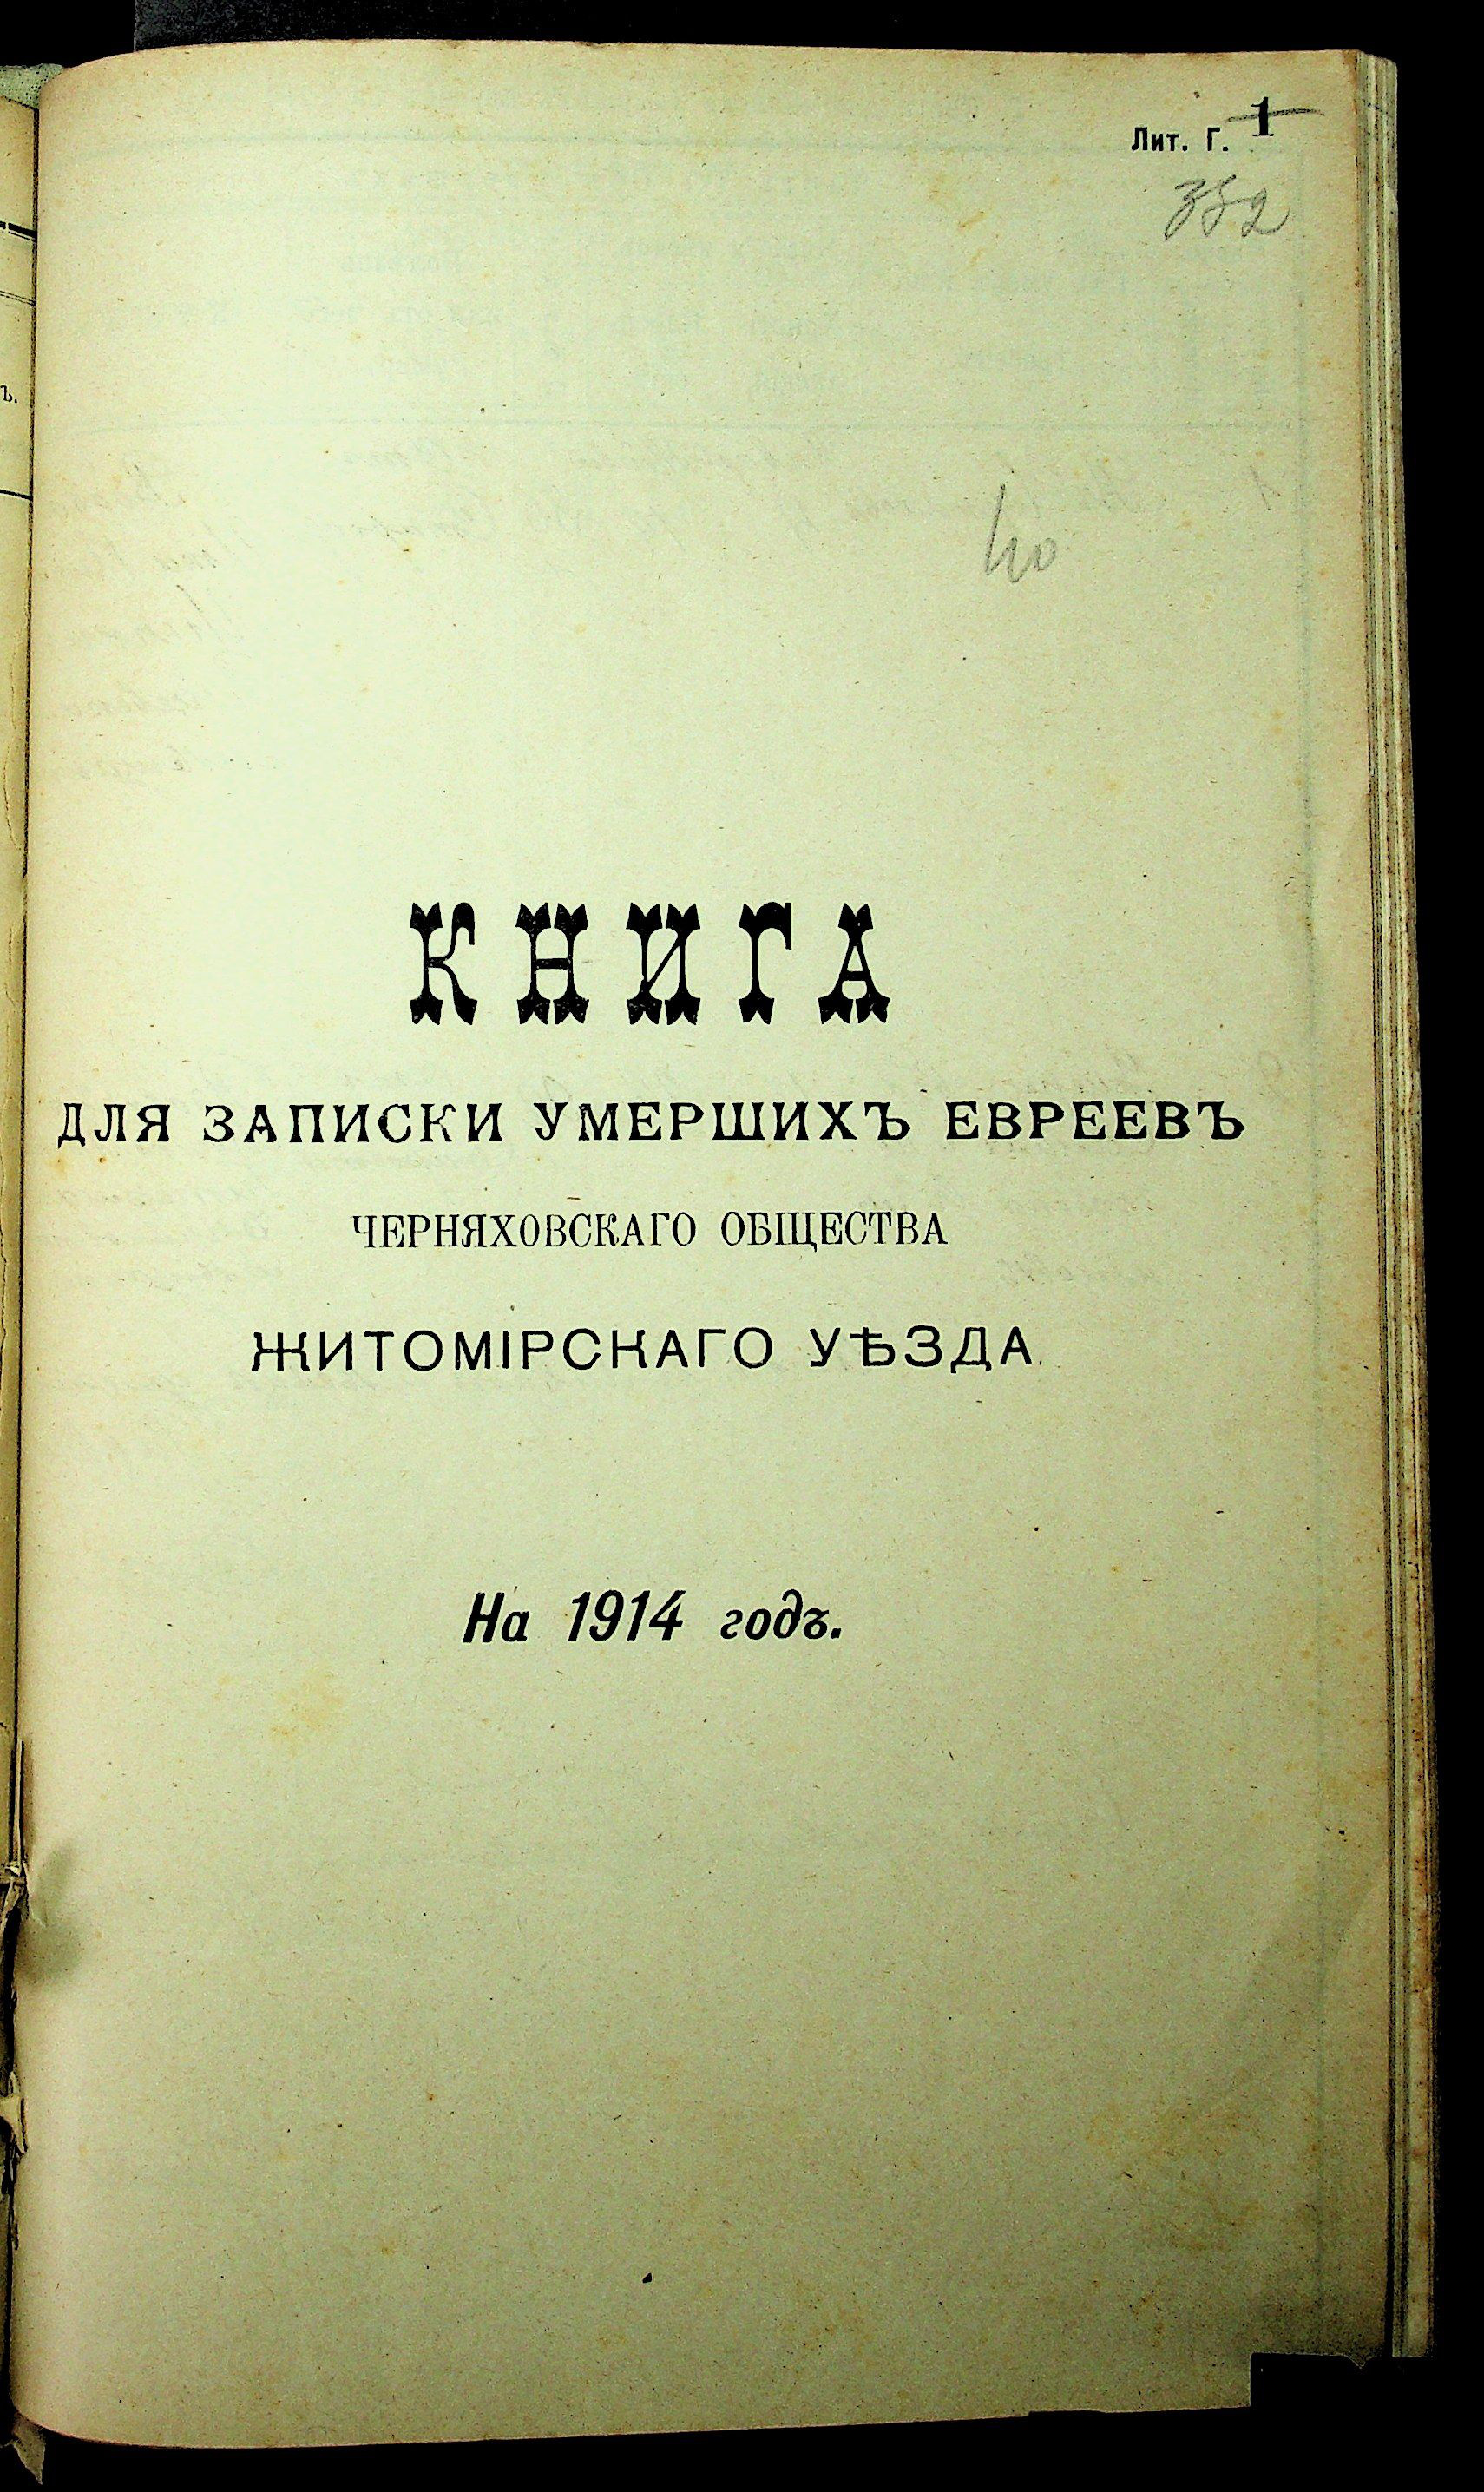 Лит. Г. 1
352
40
КНИГА
ДЛЯ ЗАПИСКИ УМЕРШИХЪ ЕВРЕЕВЪ
ЧЕРНЯХОВСКАГО ОБЩЕСТВА
ЖИТОМІРСКАГО УѢЗДА.
На 1914 годъ.